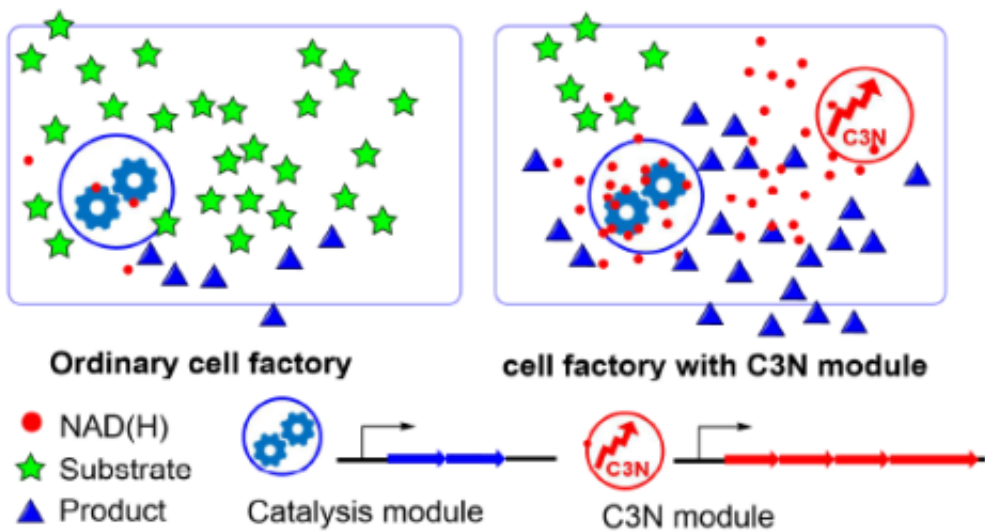 C3N
Ordinary cell factory
cell factory with C3N module
NAD(H)
Substrate
Product
Catalysis module
C3N
C3N module